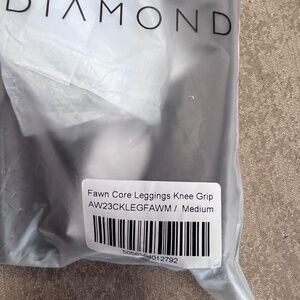 DIAMOND
Fawn Core Leggings Knee Grip
AW23CKLEGFAWM / Medium